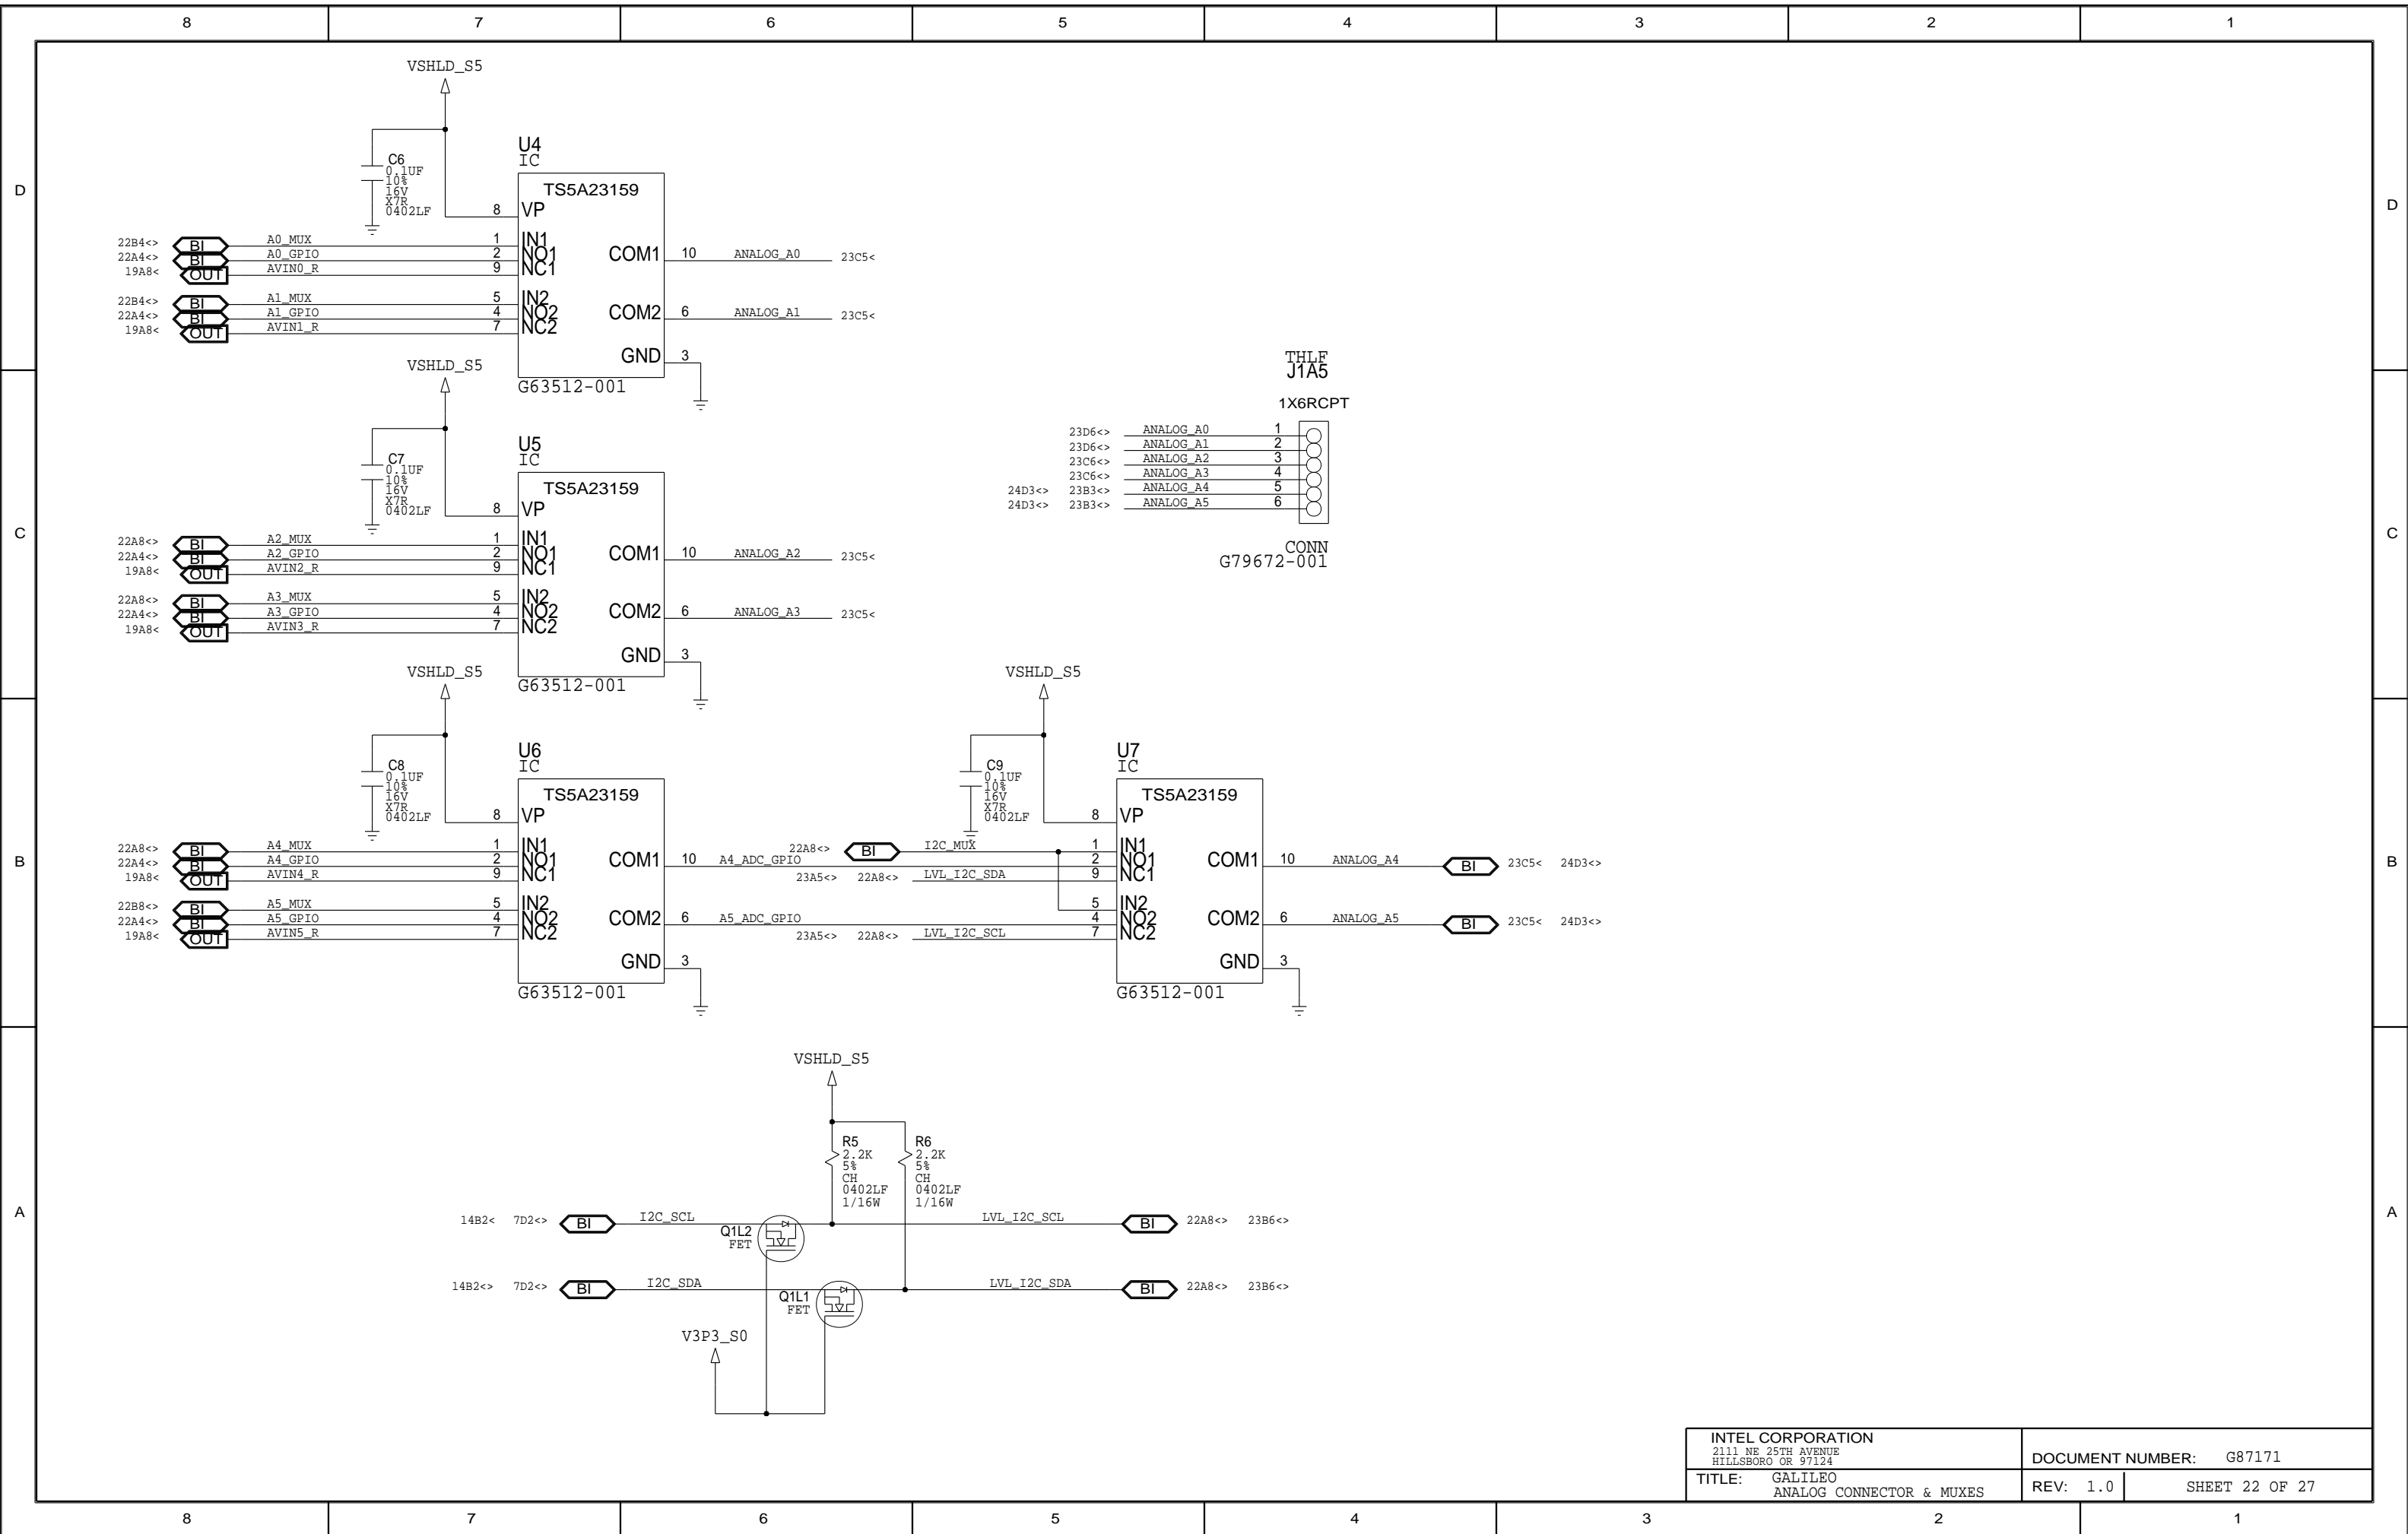 8 7 6 5 4 3 2 1
D
C
B
A
VSHLD_S5
C6
0.1UF
10%
16V
X7R
0402LF
U4
IC
TS5A23159
8 VP
22B4<> BI A0_MUX 1 IN1
22A4<> BI A0_GPIO 2 NO1 COM1 10 ANALOG_A0 23C5<
19A8< OUT AVIN0_R 9 NC1
22B4<> BI A1_MUX 5 IN2
22A4<> BI A1_GPIO 4 NO2 COM2 6 ANALOG_A1 23C5<
19A8< OUT AVIN1_R 7 NC2
GND 3
G63512-001
VSHLD_S5
C7
0.1UF
10%
16V
X7R
0402LF
U5
IC
TS5A23159
8 VP
22A8<> BI A2_MUX 1 IN1
22A4<> BI A2_GPIO 2 NO1 COM1 10 ANALOG_A2 23C5<
19A8< OUT AVIN2_R 9 NC1
22A8<> BI A3_MUX 5 IN2
22A4<> BI A3_GPIO 4 NO2 COM2 6 ANALOG_A3 23C5<
19A8< OUT AVIN3_R 7 NC2
GND 3
G63512-001
THLF
J1A5
1X6RCPT
23D6<> ANALOG_A0 1
23D6<> ANALOG_A1 2
23C6<> ANALOG_A2 3
23C6<> ANALOG_A3 4
24D3<> 23B3<> ANALOG_A4 5
24D3<> 23B3<> ANALOG_A5 6
CONN
G79672-001
VSHLD_S5
C8
0.1UF
10%
16V
X7R
0402LF
U6
IC
TS5A23159
8 VP
22A8<> BI A4_MUX 1 IN1
22A4<> BI A4_GPIO 2 NO1 COM1 10 A4_ADC_GPIO
19A8< OUT AVIN4_R 9 NC1
22B8<> BI A5_MUX 5 IN2
22A4<> BI A5_GPIO 4 NO2 COM2 6 A5_ADC_GPIO
19A8< OUT AVIN5_R 7 NC2
GND 3
G63512-001
VSHLD_S5
C9
0.1UF
10%
16V
X7R
0402LF
U7
IC
TS5A23159
8 VP
22A8<> BI I2C_MUX 1 IN1
2 NO1 COM1 10 ANALOG_A4 BI 23C5< 24D3<>
23A5<> 22A8<> LVL_I2C_SDA 9 NC1
5 IN2
4 NO2 COM2 6 ANALOG_A5 BI 23C5< 24D3<>
23A5<> 22A8<> LVL_I2C_SCL 7 NC2
GND 3
G63512-001
VSHLD_S5
R5
2.2K
5%
CH
0402LF
1/16W
R6
2.2K
5%
CH
0402LF
1/16W
14B2< 7D2<> BI I2C_SCL LVL_I2C_SCL BI 22A8<> 23B6<>
Q1L2
FET
14B2<> 7D2<> BI I2C_SDA LVL_I2C_SDA BI 22A8<> 23B6<>
Q1L1
FET
V3P3_S0
D
C
B
A
INTEL CORPORATION
2111 NE 25TH AVENUE
HILLSBORO OR 97124
DOCUMENT NUMBER: G87171
TITLE: GALILEO
ANALOG CONNECTOR & MUXES
REV: 1.0 SHEET 22 OF 27
8 7 6 5 4 3 2 1